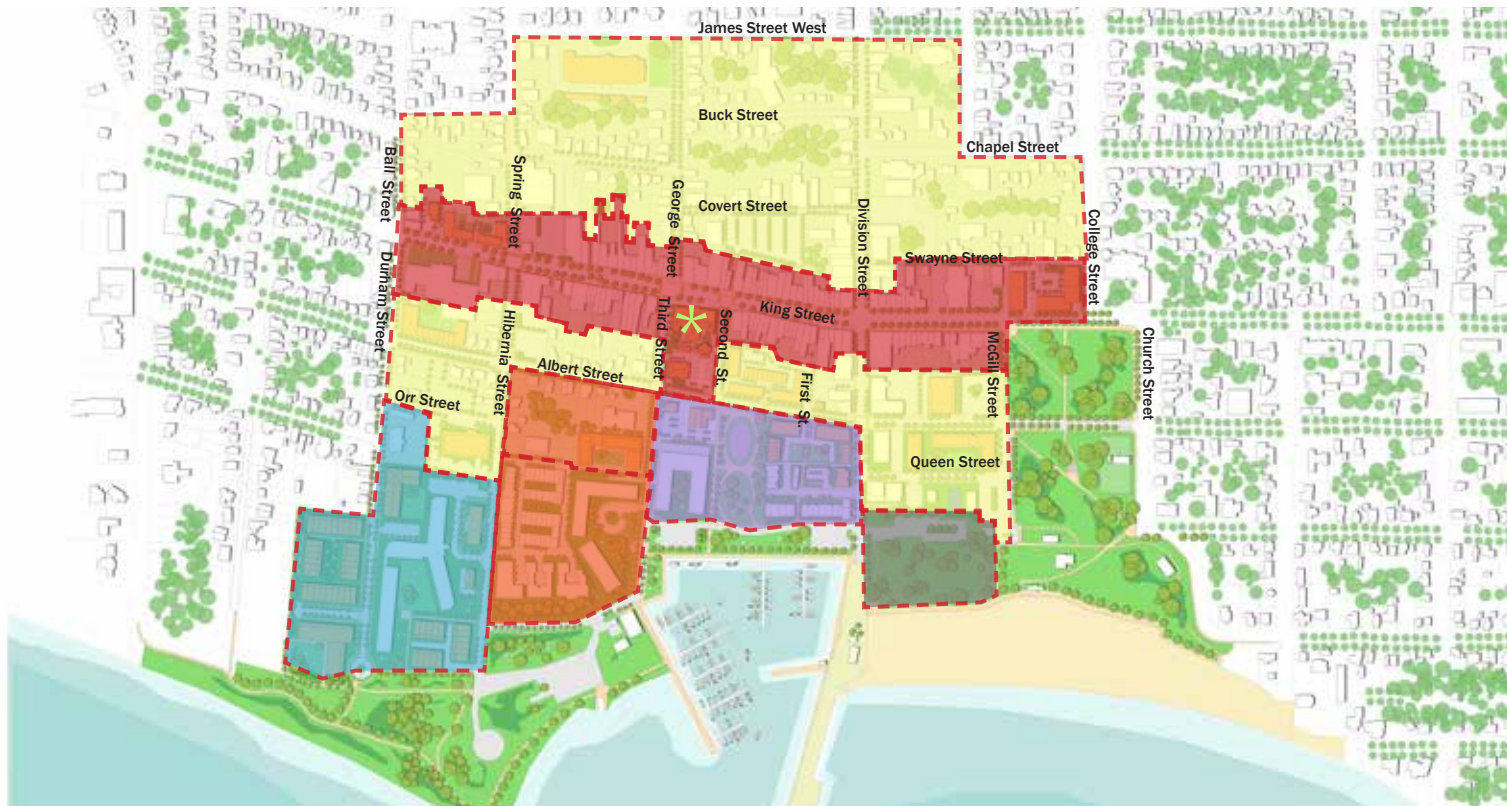 James Street West
Buck Street
Chapel Street
Ball Street
Spring Street
George Street
Covert Street
Division Street
College Street
Swayne Street
Durham Street
King Street
Hibernia Street
Third Street
Second St.
McGill Street
Church Street
Albert Street
First St.
Orr Street
Queen Street